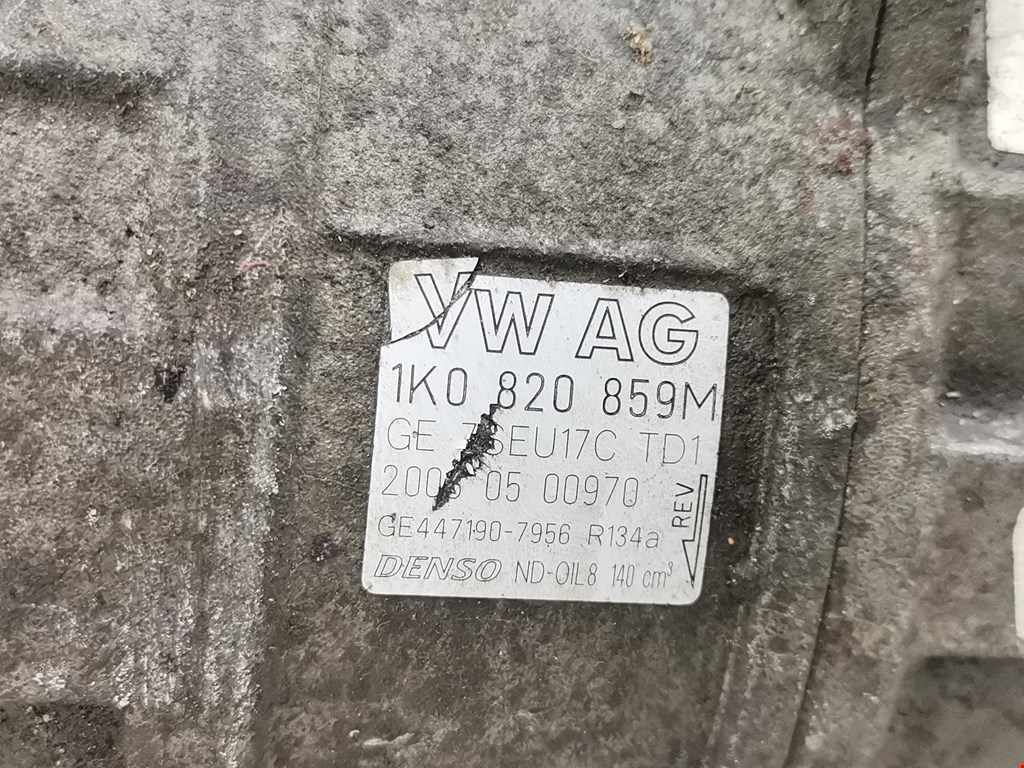 VW AG
1K0 820 859M
GE TD1
05 00970
GE447190-7956 R134a
DENSO ND-OIL8 140 cm³
REV